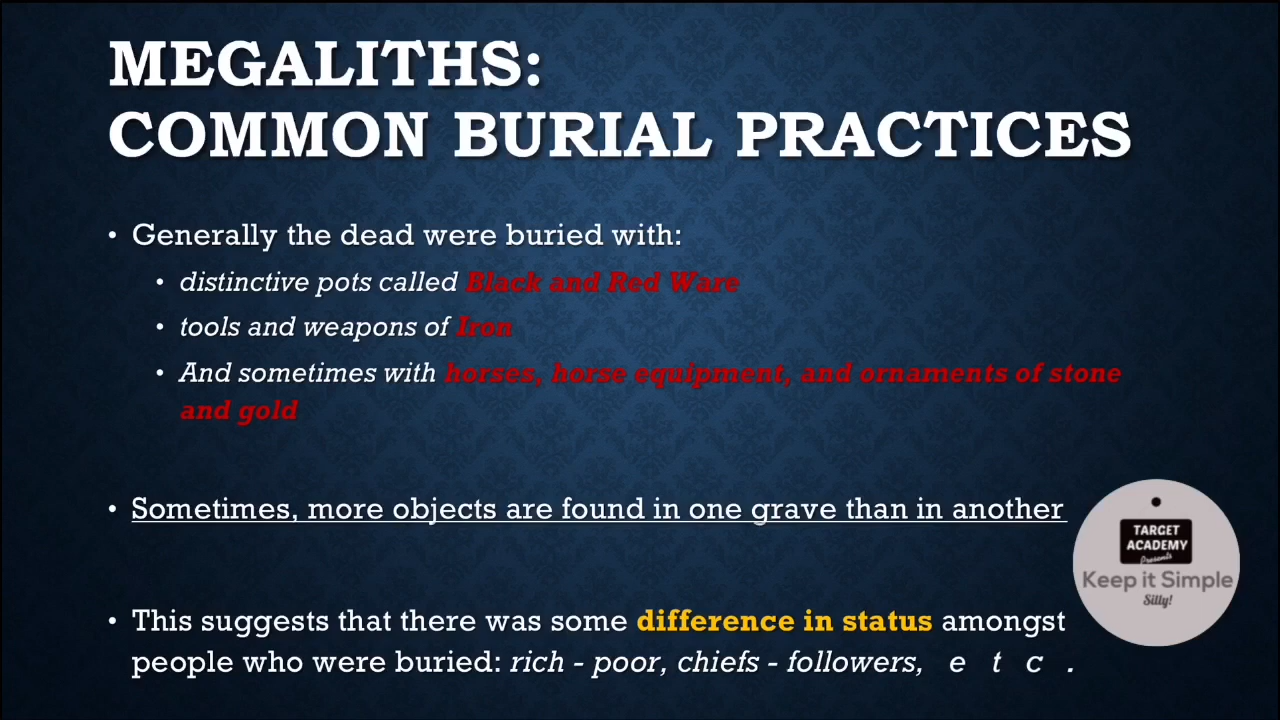 MEGALITHS:
COMMON BURIAL PRACTICES
• Generally the dead were buried with:
• distinctive pots called Black and Red Ware
• tools and weapons of Iron
• And sometimes with horses, horse equipment, and ornaments of stone
and gold
• Sometimes, more objects are found in one grave than in another
• This suggests that there was some difference in status amongst
people who were buried: rich - poor, chiefs - followers, e t c .
TARGET
ACADEMY
Presents
Keep it Simple
Silly!